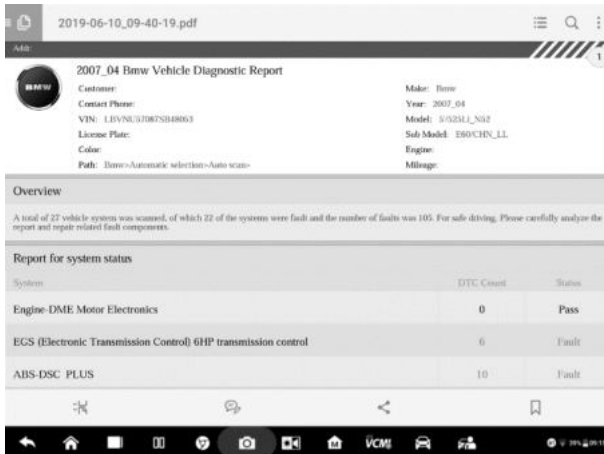 2019-06-10_09-40-19.pdf
Addr:
1
BMW
2007_04 Bmw Vehicle Diagnostic Report
Customer:
Make: Bmw
Contact Phone:
Year: 2007_04
VIN:
Model: 5'/525Li_N52
License Plate:
Sub Model: E60/CHN_LL
Color:
Engine:
Path: Bmw>Automatic selection>Auto scan>
Mileage:
Overview
A total of 27 vehicle system was scanned, of which 22 of the systems were fault and the number of faults was 105. For safe driving, Please carefully analyze the
report and repair related fault components.
Report for system status
System DTC Count Status
Engine-DME Motor Electronics 0 Pass
EGS (Electronic Transmission Control) 6HP transmission control 6 Fault
ABS-DSC PLUS 10 Fault
VCMI